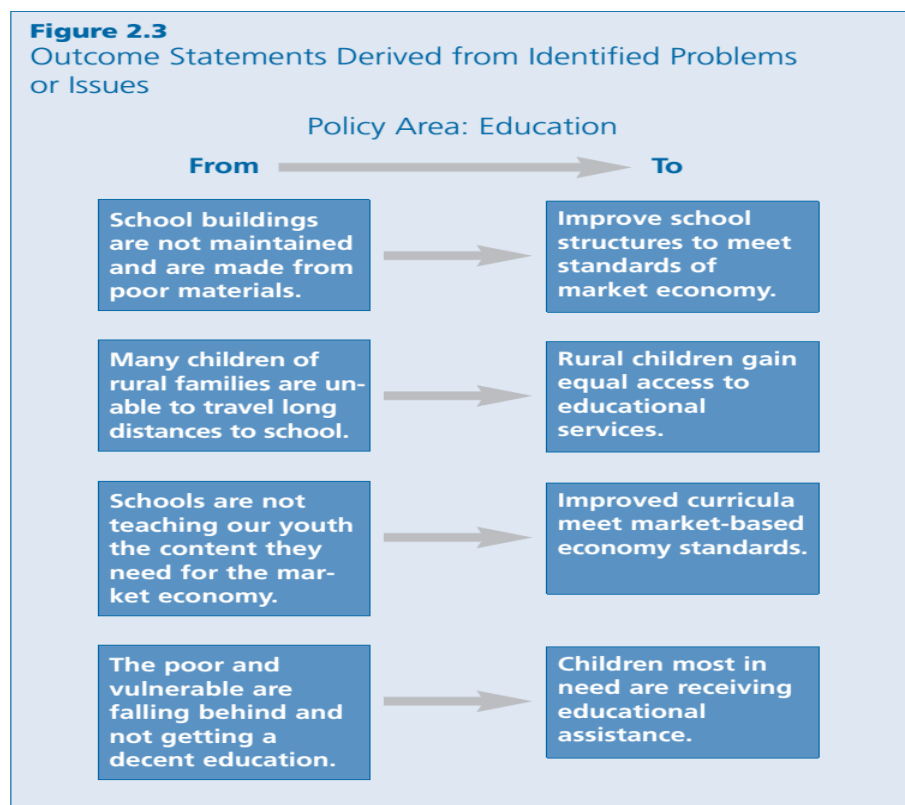 Figure 2.3
Outcome Statements Derived from Identified Problems
or Issues
Policy Area: Education
From
To
School buildings
are not maintained
and are made from
poor materials.
Improve school
structures to meet
standards of
market economy.
Many children of
rural families are un-
able to travel long
distances to school.
Rural children gain
equal access to
educational
services.
Schools are not
teaching our youth
the content they
need for the mar-
ket economy.
Improved curricula
meet market-based
economy standards.
The poor and
vulnerable are
falling behind and
not getting a
decent education.
Children most in
need are receiving
educational
assistance.